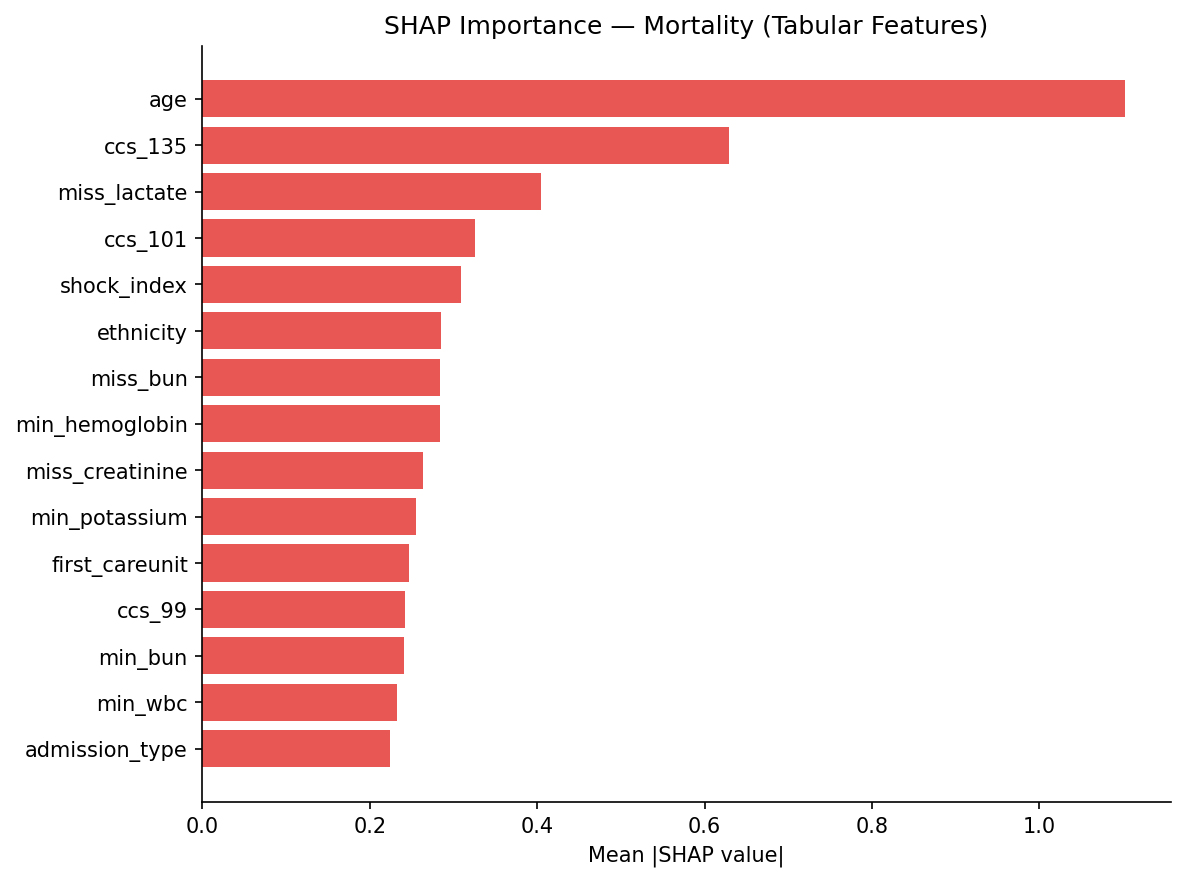 SHAP Importance — Mortality (Tabular Features)
age
ccs_135
miss_lactate
ccs_101
shock_index
ethnicity
miss_bun
min_hemoglobin
miss_creatinine
min_potassium
first_careunit
ccs_99
min_bun
min_wbc
admission_type
0.0 0.2 0.4 0.6 0.8 1.0
Mean |SHAP value|